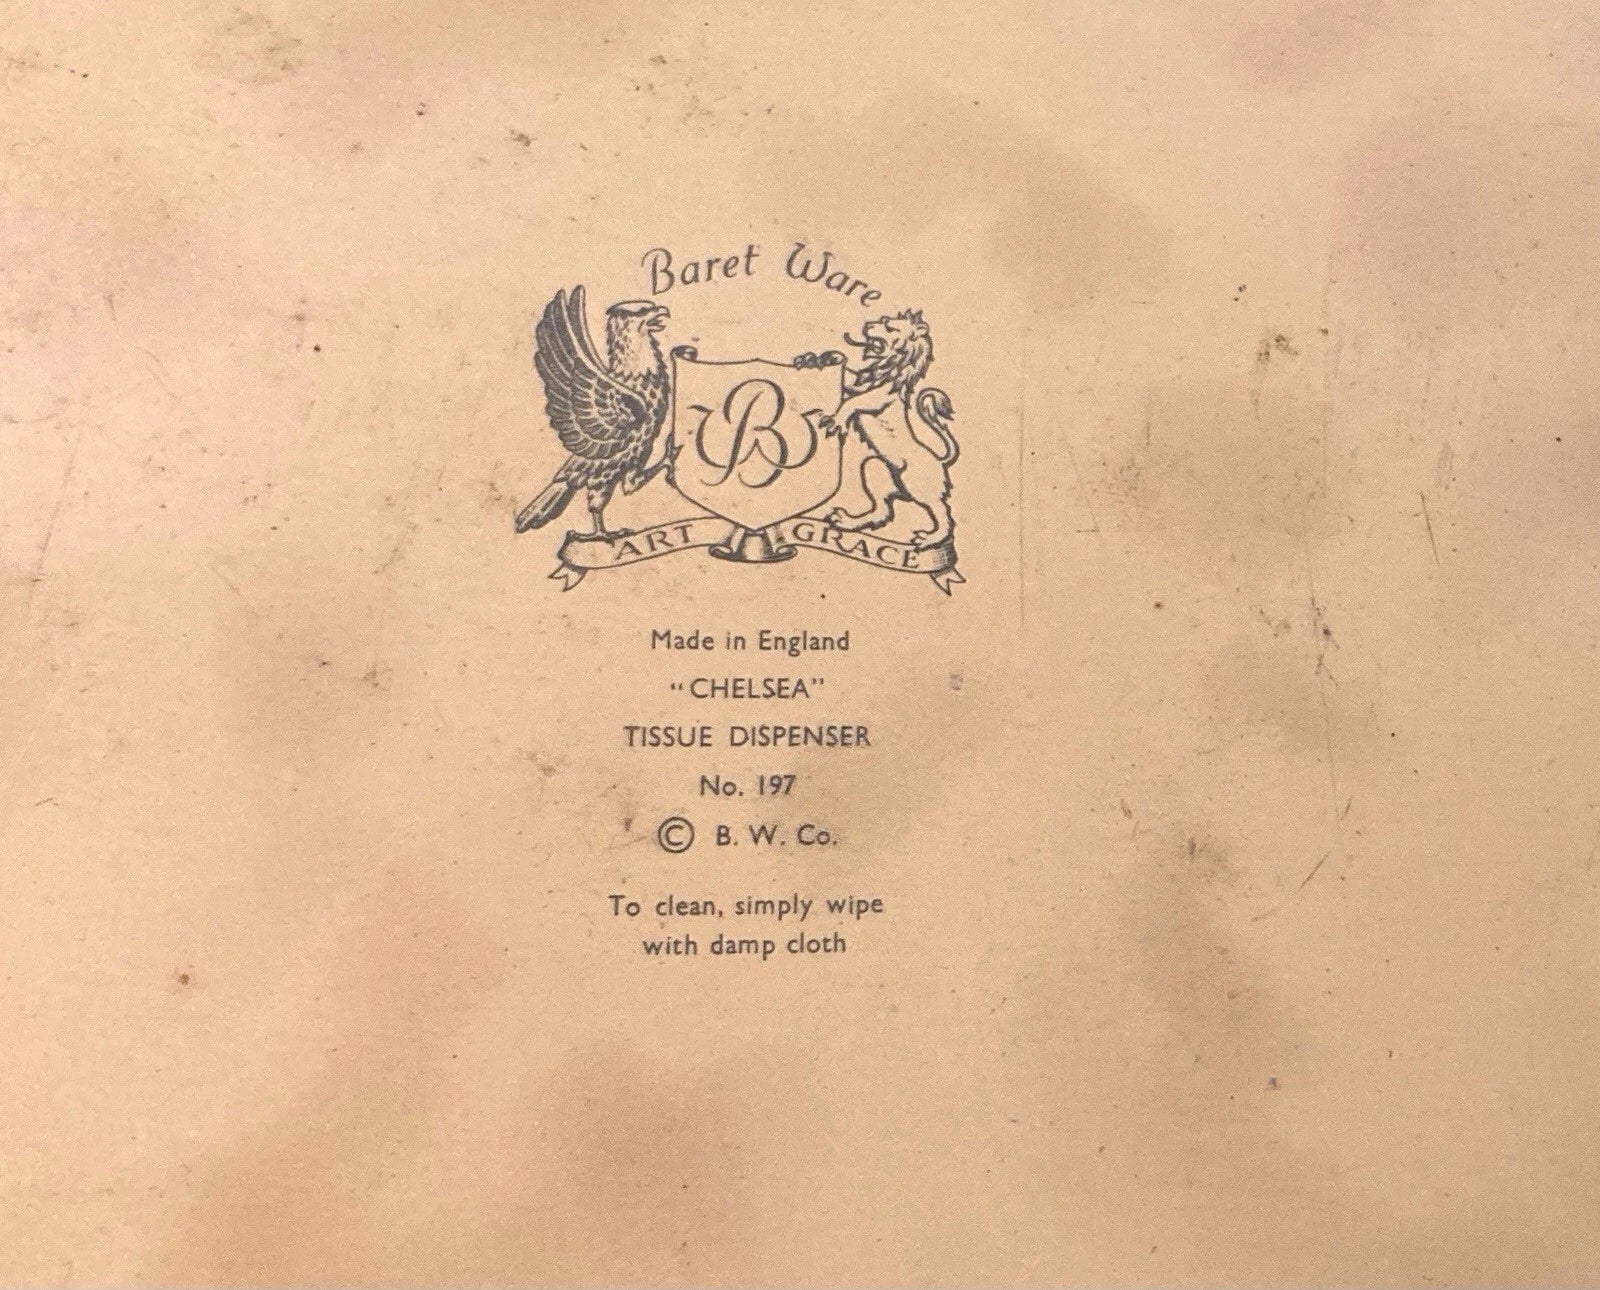 Baret Ware
BW
ART GRACE
Made in England
"CHELSEA"
TISSUE DISPENSER
No. 197
© B. W. Co.
To clean, simply wipe
with damp cloth